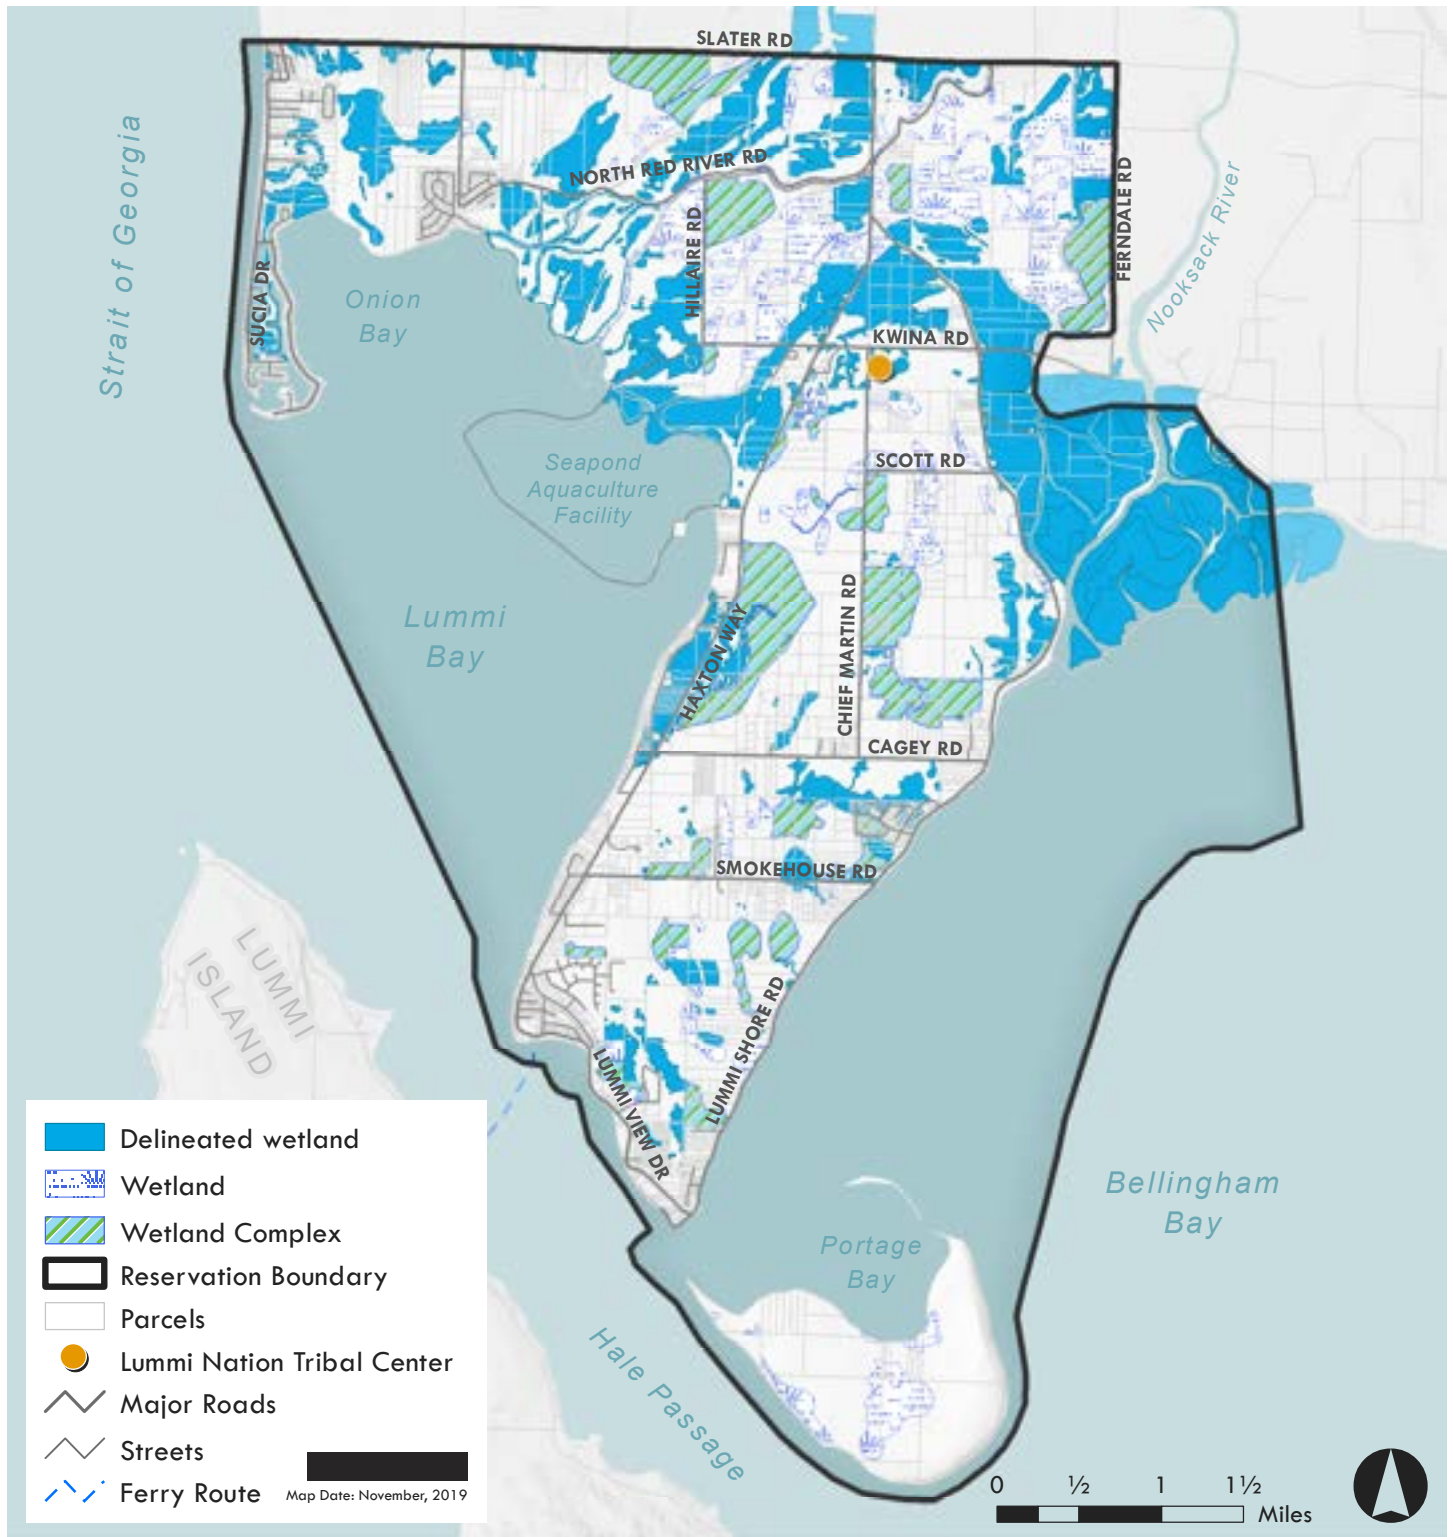 SLATER RD
Strait of Georgia
NORTH RED RIVER RD
FERNDALE RD
Nooksack River
HILLAIRE RD
SUCIA DR
Onion
Bay
KWINA RD
Seapond
Aquaculture
Facility
SCOTT RD
Lummi
Bay
HAXTON WAY
CHIEF MARTIN RD
CAGEY RD
SMOKEHOUSE RD
LUMMI
ISLAND
LUMMI SHORE RD
LUMMI VIEW DR
Bellingham
Bay
Portage
Bay
Hale Passage
Delineated wetland
Wetland
Wetland Complex
Reservation Boundary
Parcels
Lummi Nation Tribal Center
Major Roads
Streets
Ferry Route
Map Date: November, 2019
0 ½ 1 1½
Miles